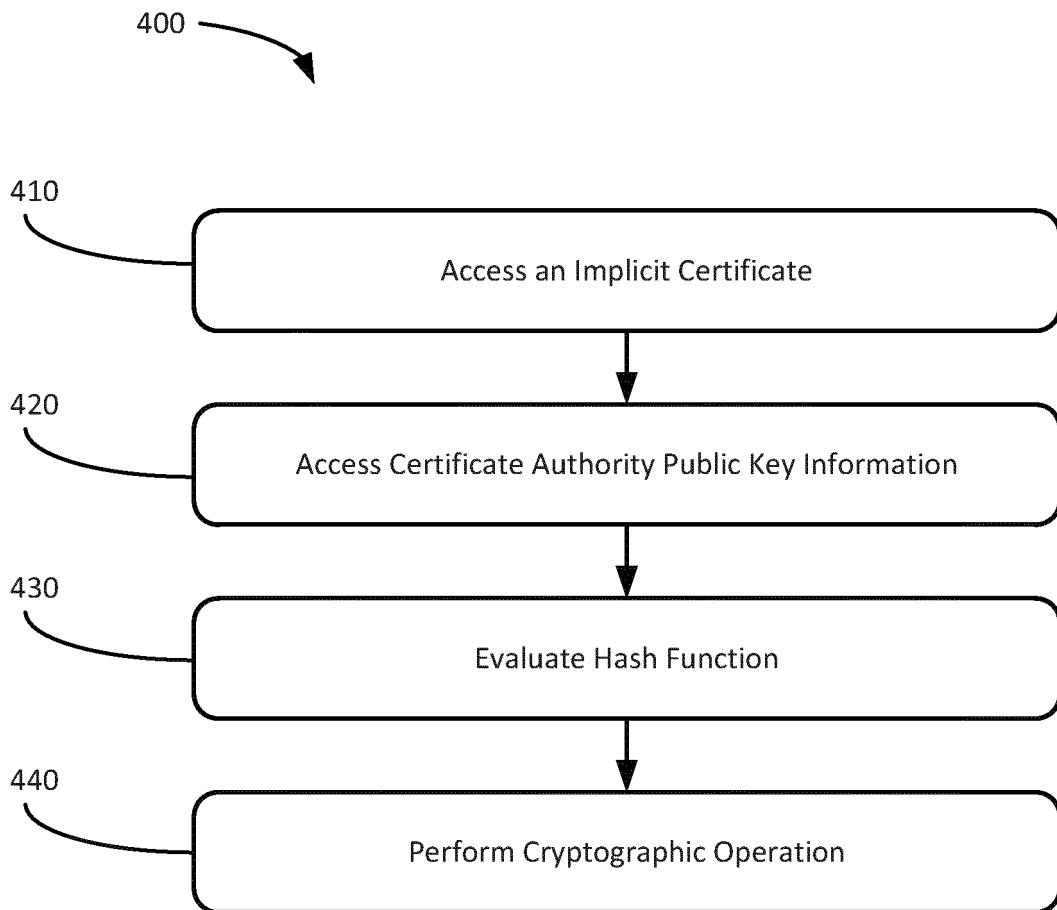 400
410
Access an Implicit Certificate
420
Access Certificate Authority Public Key Information
430
Evaluate Hash Function
440
Perform Cryptographic Operation